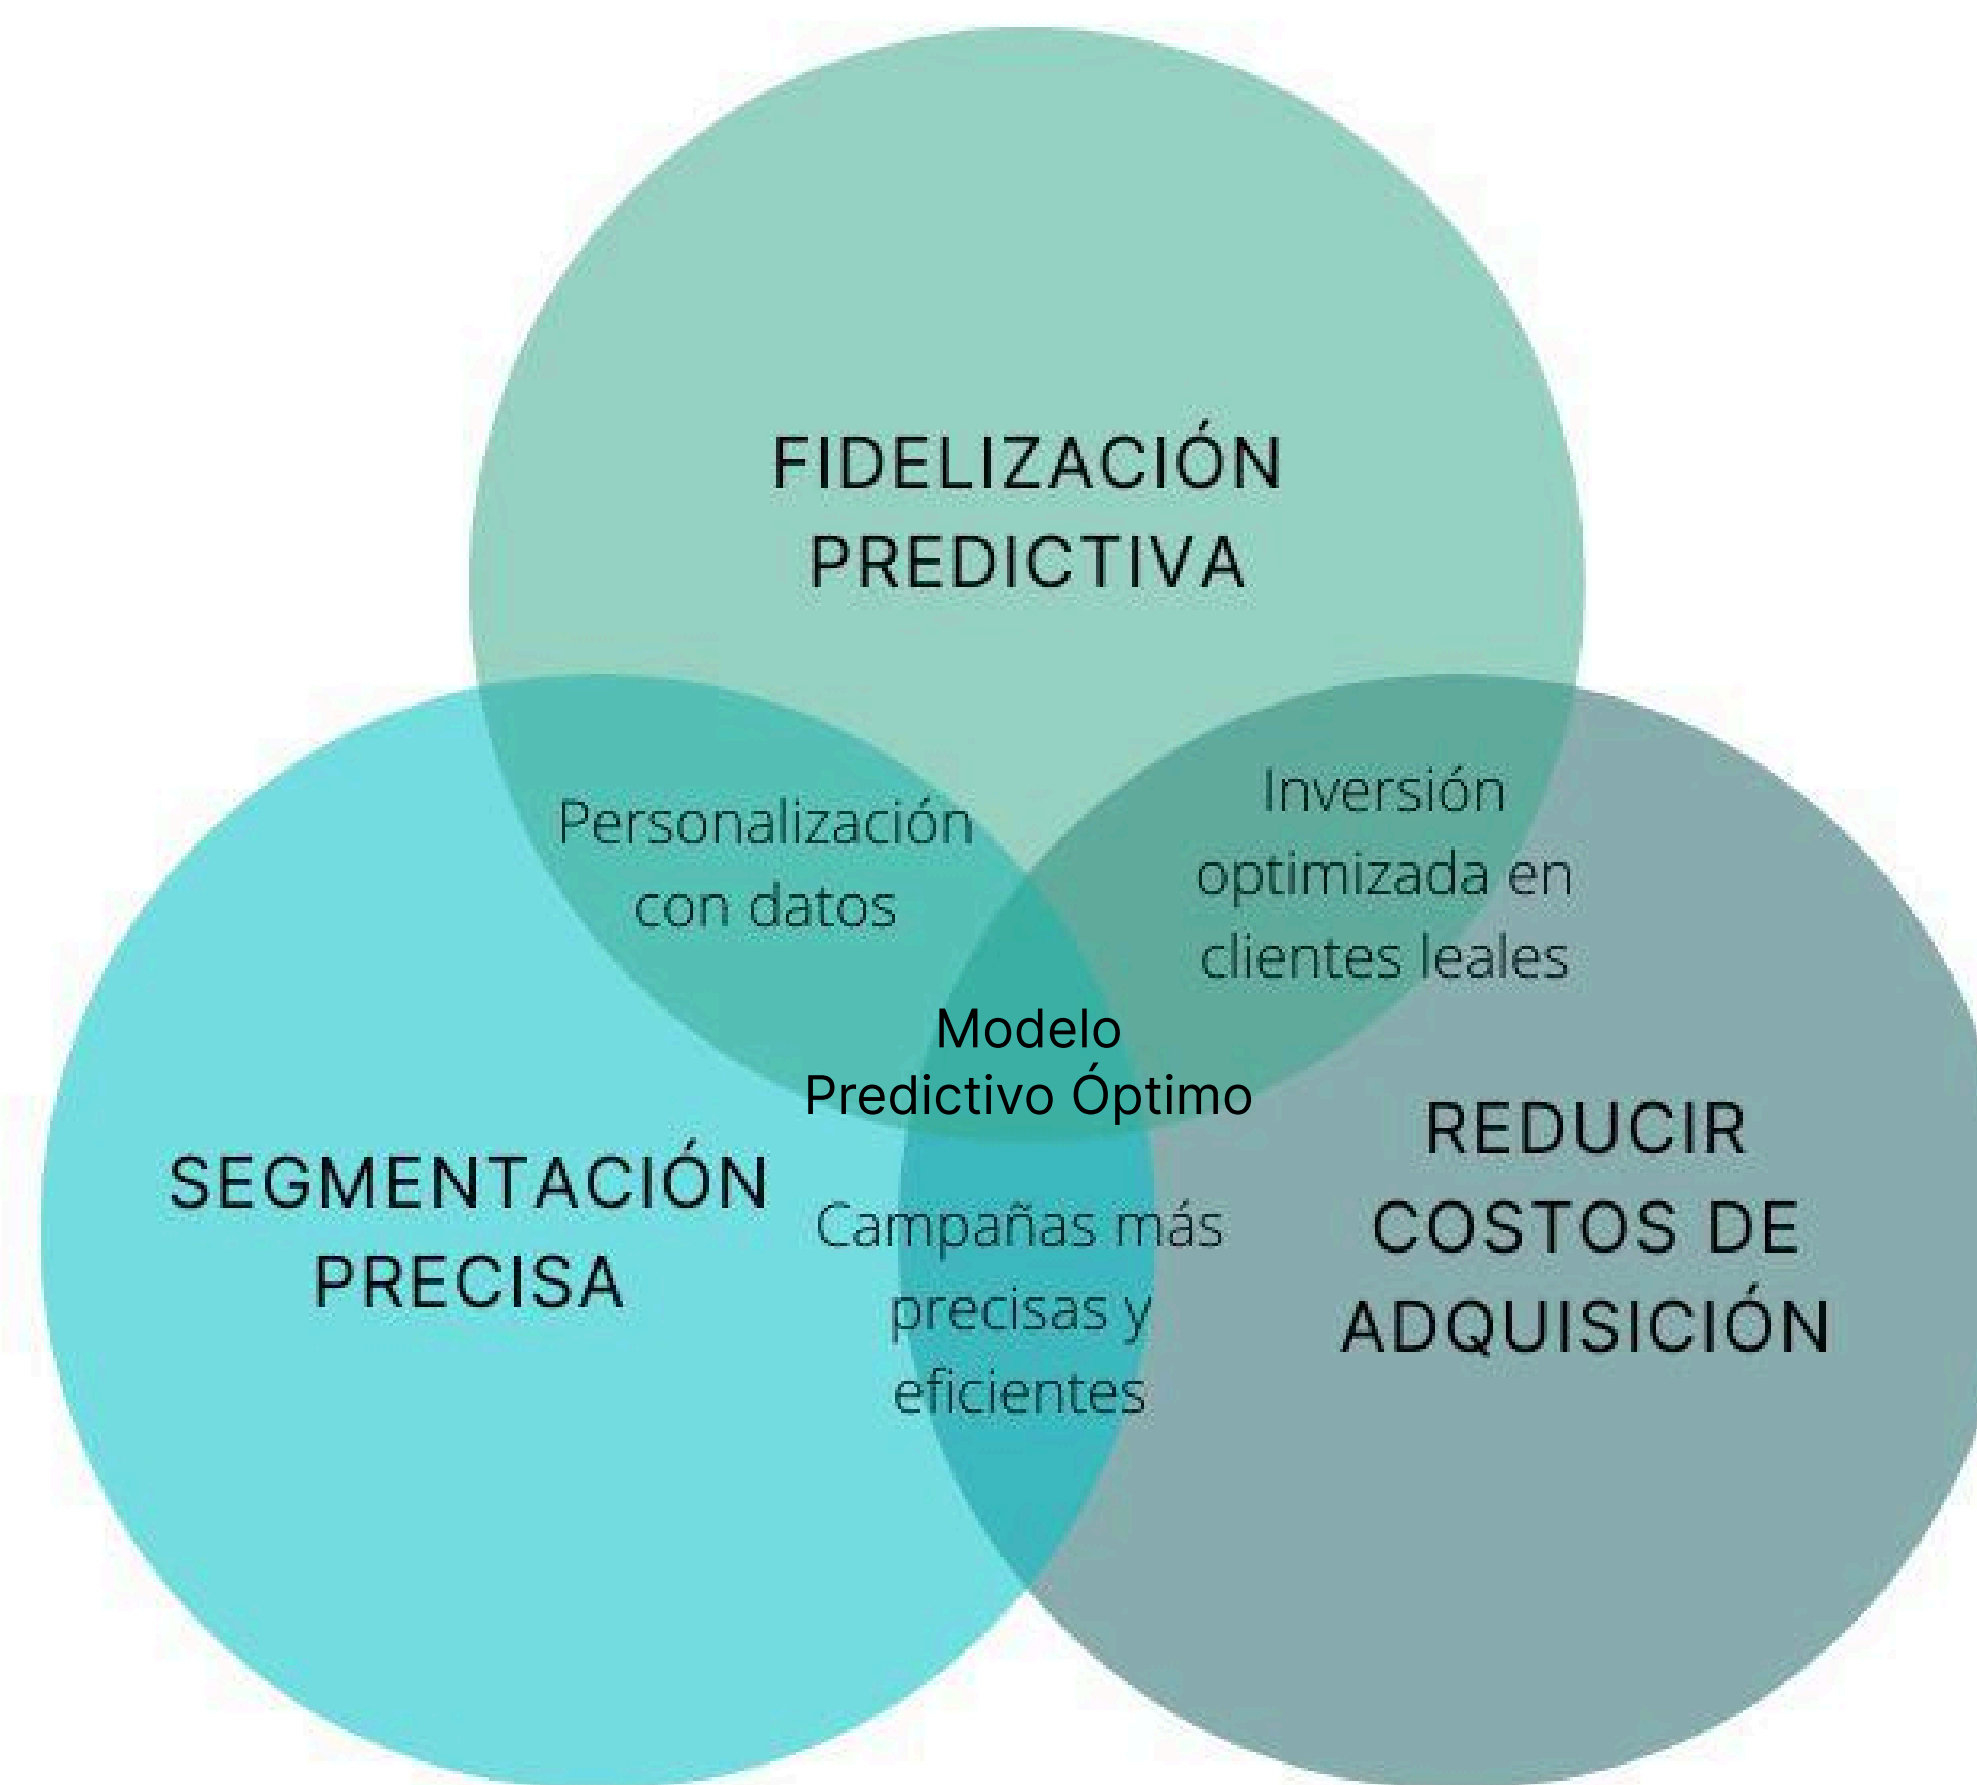 FIDELIZACIÓN
PREDICTIVA
Personalización
con datos
Inversión
optimizada en
clientes leales
Modelo
Predictivo Óptimo
SEGMENTACIÓN
PRECISA
Campañas más
precisas y
eficientes
REDUCIR
COSTOS DE
ADQUISICIÓN